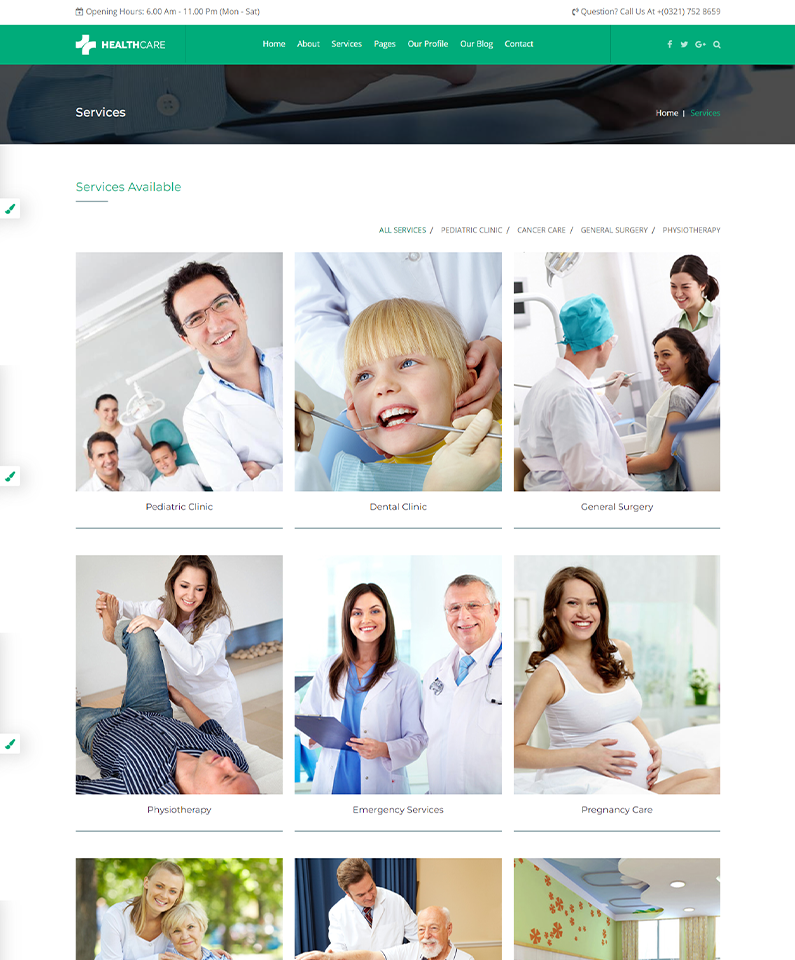 Opening Hours: 6.00 Am - 11.00 Pm (Mon - Sat)
Question? Call Us At +(0321) 752 8659
HEALTHCARE
Home About Services Pages Our Profile Our Blog Contact
Services
Home | Services
Services Available
ALL SERVICES / PEDIATRIC CLINIC / CANCER CARE / GENERAL SURGERY / PHYSIOTHERAPY
Pediatric Clinic
Dental Clinic
General Surgery
Physiotherapy
Emergency Services
Pregnancy Care